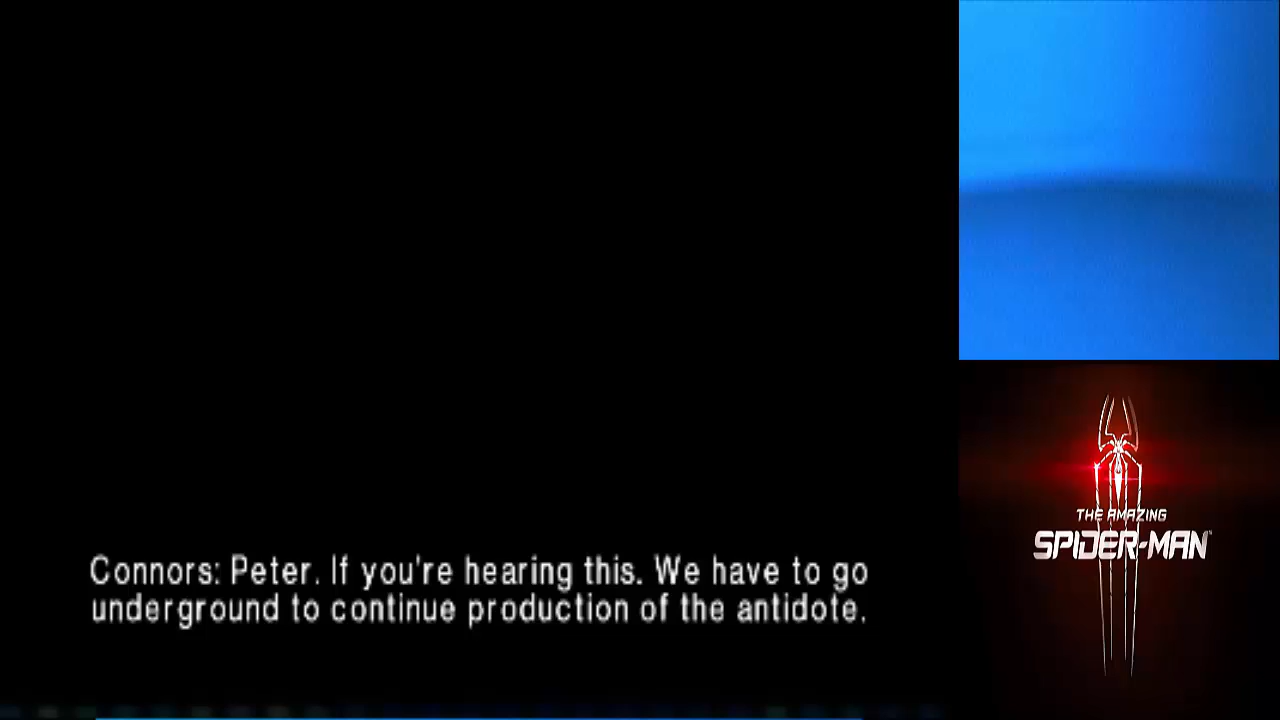 Connors: Peter. If you're hearing this. We have to go
underground to continue production of the antidote.
THE AMAZING
SPIDER-MAN